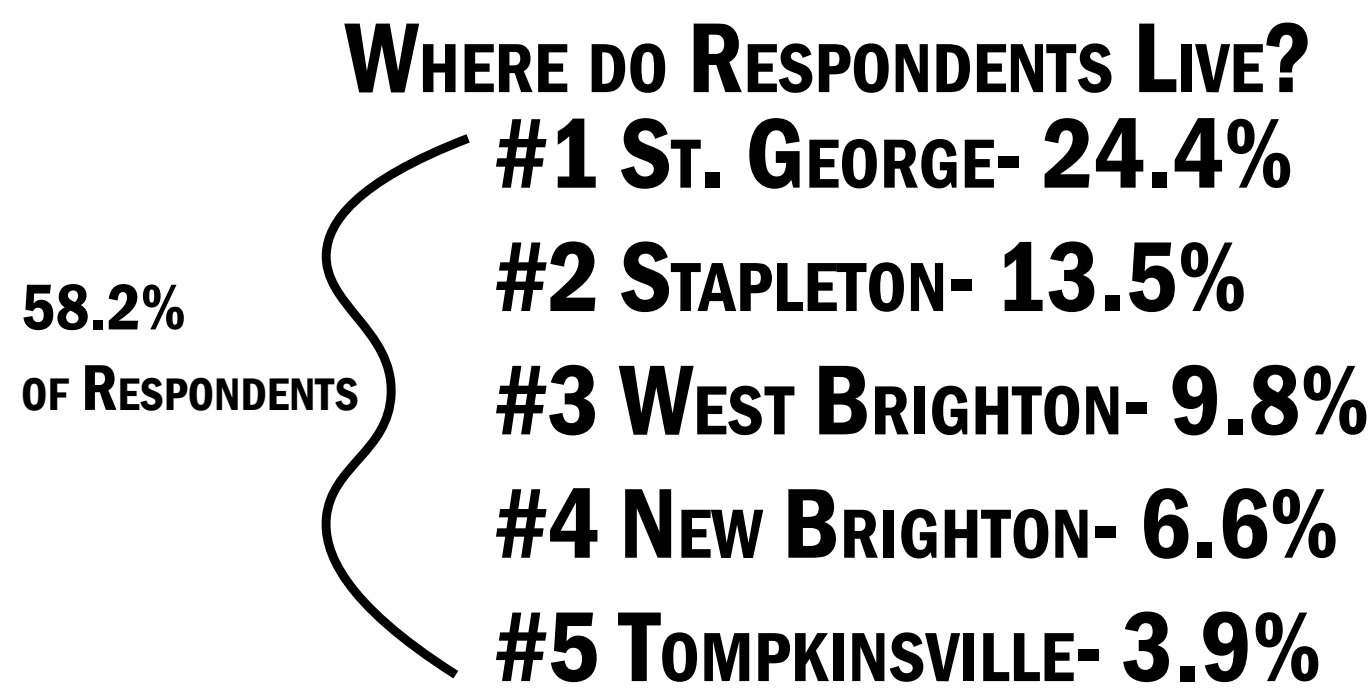 Where do Respondents Live?
#1 St. George- 24.4%
#2 Stapleton- 13.5%
58.2%
of Respondents
#3 West Brighton- 9.8%
#4 New Brighton- 6.6%
#5 Tompkinsville- 3.9%